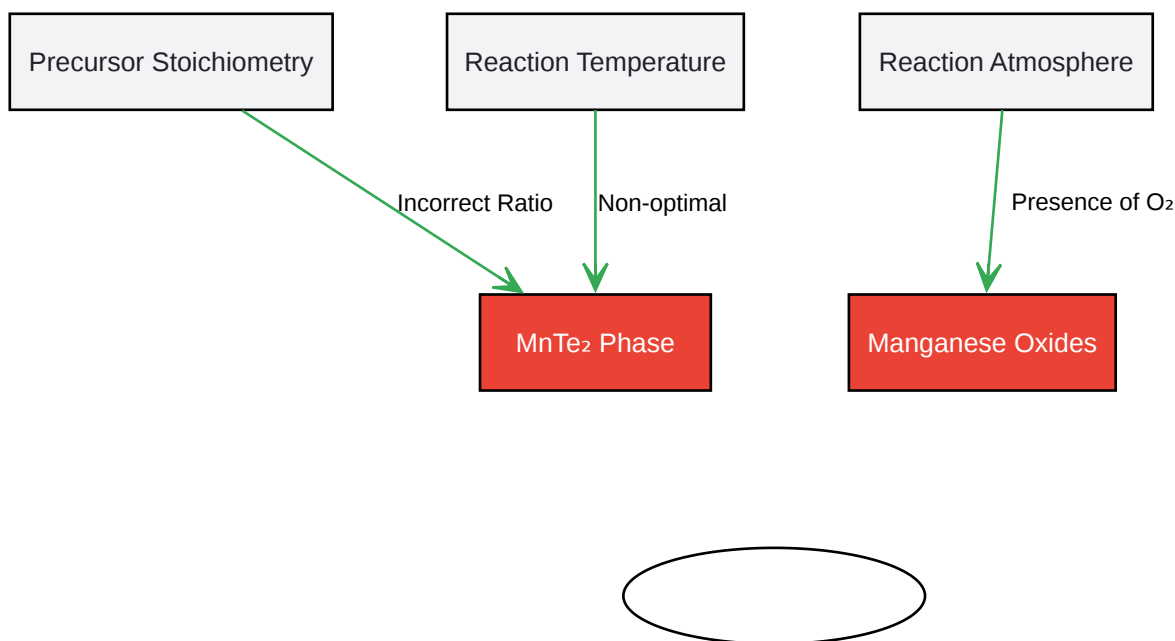 Precursor Stoichiometry
Reaction Temperature
Reaction Atmosphere
Incorrect Ratio
Non-optimal
Presence of O₂
MnTe₂ Phase
Manganese Oxides